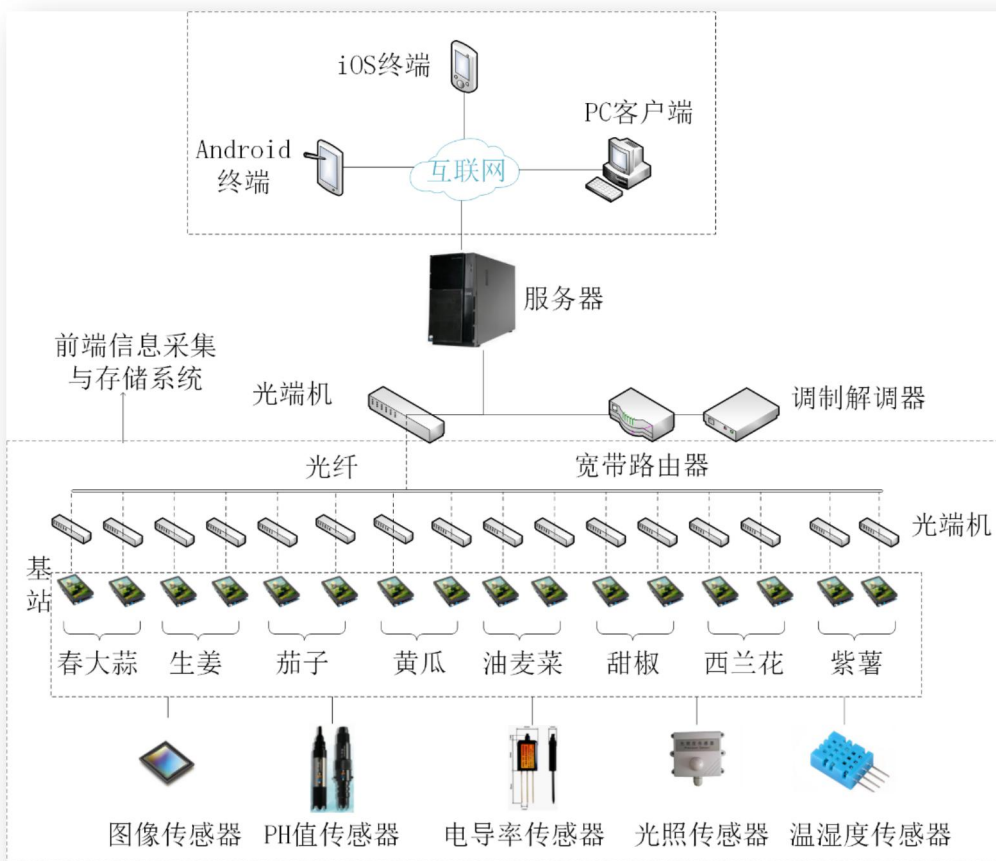 iOS终端
PC客户端
Android
终端
互联网
服务器
前端信息采集
与存储系统
光端机
调制解调器
光纤
宽带路由器
光端机
基
站
春大蒜
生姜
茄子
黄瓜
油麦菜
甜椒
西兰花
紫薯
图像传感器
PH值传感器
电导率传感器
光照传感器
温湿度传感器